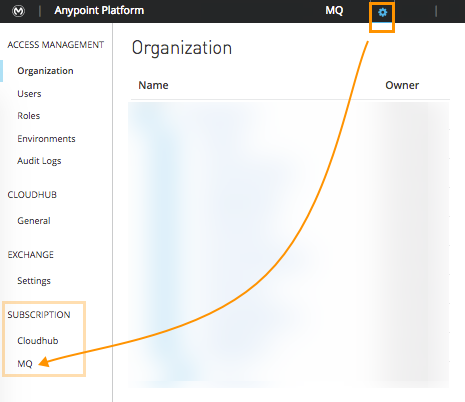 Anypoint Platform MQ
ACCESS MANAGEMENT
Organization
Users
Roles
Environments
Audit Logs
CLOUDHUB
General
EXCHANGE
Settings
SUBSCRIPTION
Cloudhub
MQ
Organization
Name Owner